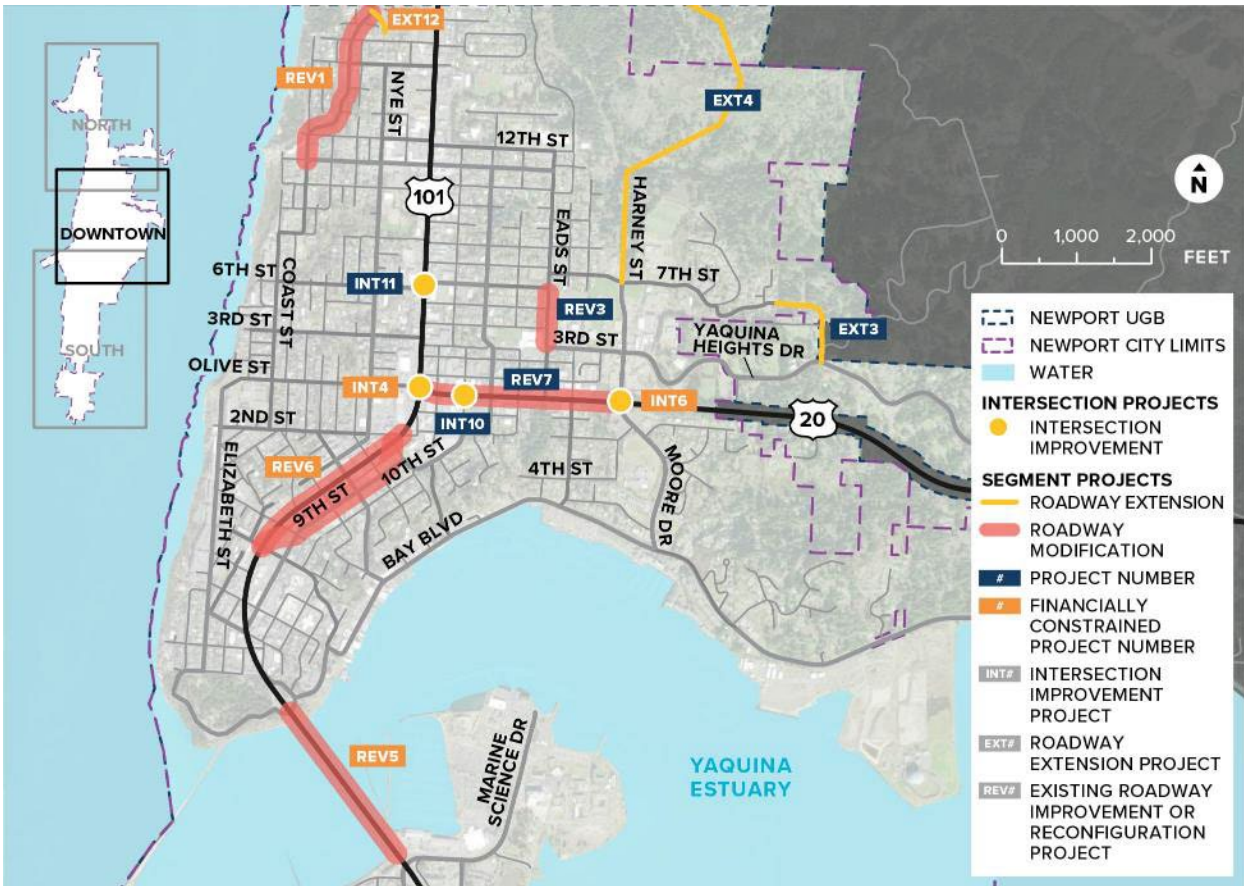 EXT12
REV1
NORTH
NYE ST
EXT4
12TH ST
101
N
DOWNTOWN
HARNEY ST
EADS ST
0 1,000 2,000
FEET
6TH ST
COAST ST
INT11
7TH ST
REV3
3RD ST
3RD ST
YAQUINA
HEIGHTS DR
EXT3
SOUTH
OLIVE ST
INT4
REV7
INT10
INT6
20
2ND ST
REV6
10TH ST
9TH ST
4TH ST
ELIZABETH ST
MOORE DR
BAY BLVD
REV5
MARINE
SCIENCE DR
YAQUINA
ESTUARY
NEWPORT UGB
NEWPORT CITY LIMITS
WATER
INTERSECTION PROJECTS
INTERSECTION
IMPROVEMENT
SEGMENT PROJECTS
ROADWAY EXTENSION
ROADWAY
MODIFICATION
# PROJECT NUMBER
# FINANCIALLY
CONSTRAINED
PROJECT NUMBER
INT# INTERSECTION
IMPROVEMENT
PROJECT
EXT# ROADWAY
EXTENSION PROJECT
REV# EXISTING ROADWAY
IMPROVEMENT OR
RECONFIGURATION
PROJECT